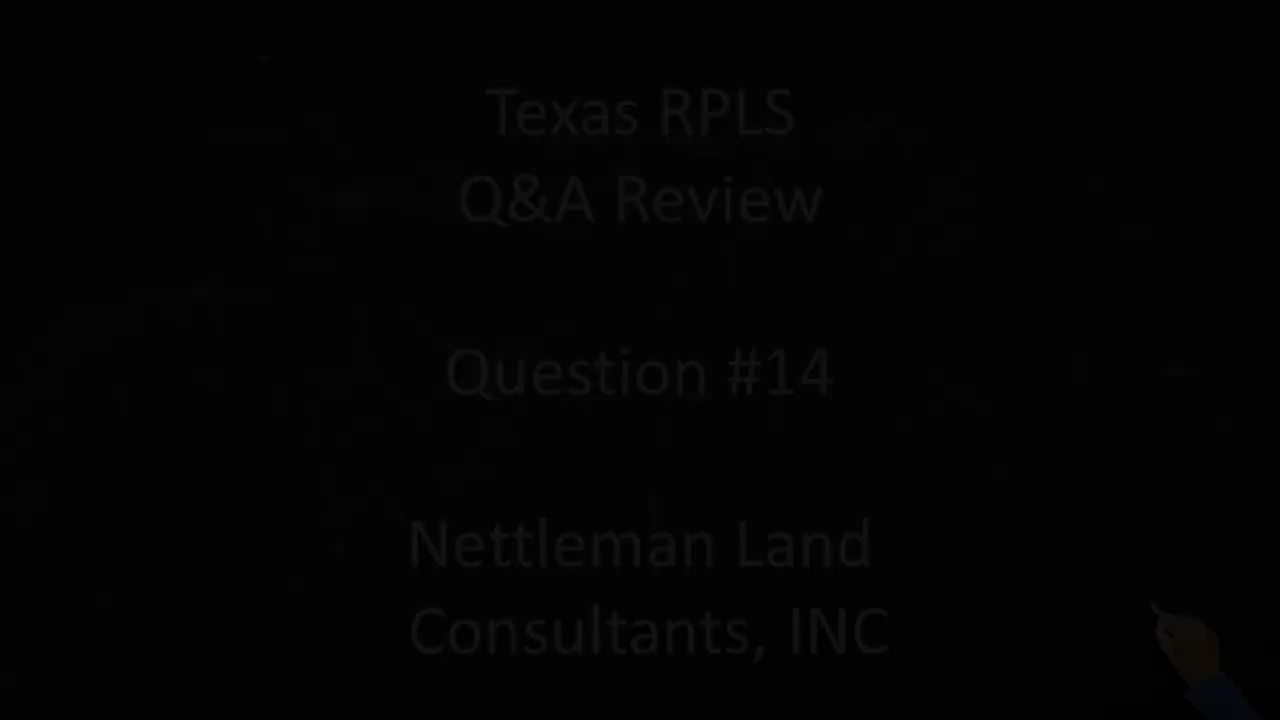 Texas RPLS
Q&A Review
Question #14
Nettleman Land
Consultants, INC